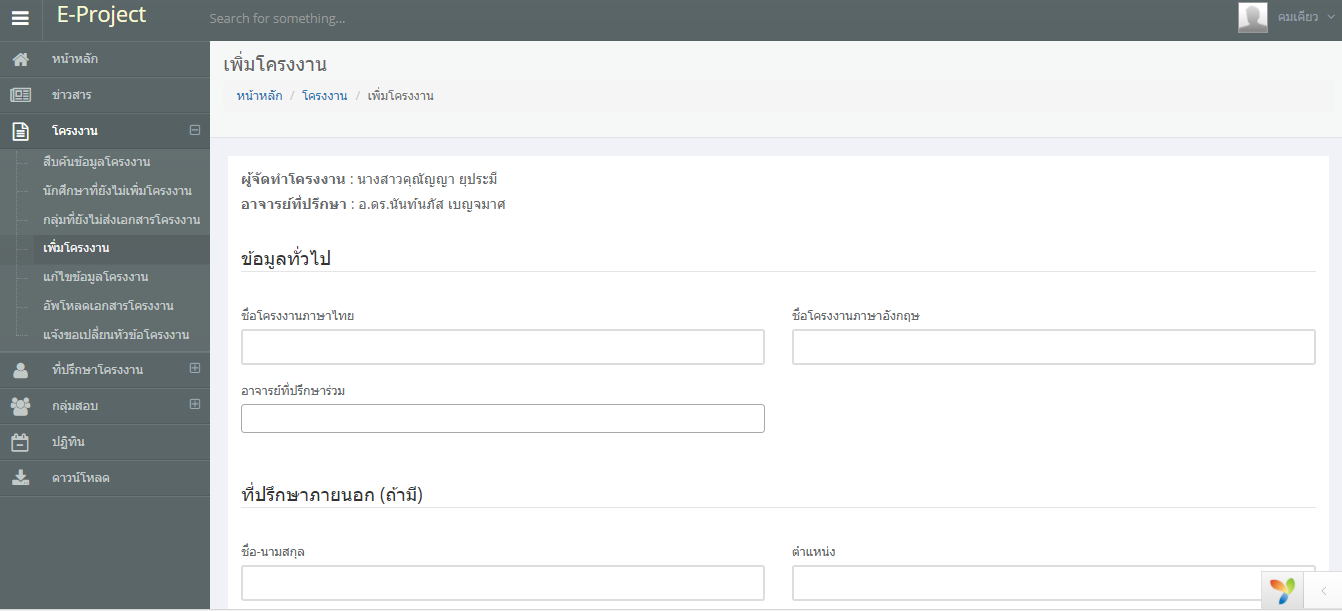 E-Project
Search for something...
คมเคียว
หน้าหลัก
ข่าวสาร
โครงงาน
สืบค้นข้อมูลโครงงาน
นักศึกษาที่ยังไม่เพิ่มโครงงาน
กลุ่มที่ยังไม่ส่งเอกสารโครงงาน
เพิ่มโครงงาน
แก้ไขข้อมูลโครงงาน
อัพโหลดเอกสารโครงงาน
แจ้งขอเปลี่ยนหัวข้อโครงงาน
ที่ปรึกษาโครงงาน
กลุ่มสอบ
ปฏิทิน
ดาวน์โหลด
เพิ่มโครงงาน
หน้าหลัก / โครงงาน / เพิ่มโครงงาน
ผู้จัดทำโครงงาน : นางสาวคุณัญญา ยุประมี
อาจารย์ที่ปรึกษา : อ.ดร.นันท์นภัส เบญจมาศ
ข้อมูลทั่วไป
ชื่อโครงงานภาษาไทย ชื่อโครงงานภาษาอังกฤษ
อาจารย์ที่ปรึกษาร่วม
ที่ปรึกษาภายนอก (ถ้ามี)
ชื่อ-นามสกุล ตำแหน่ง